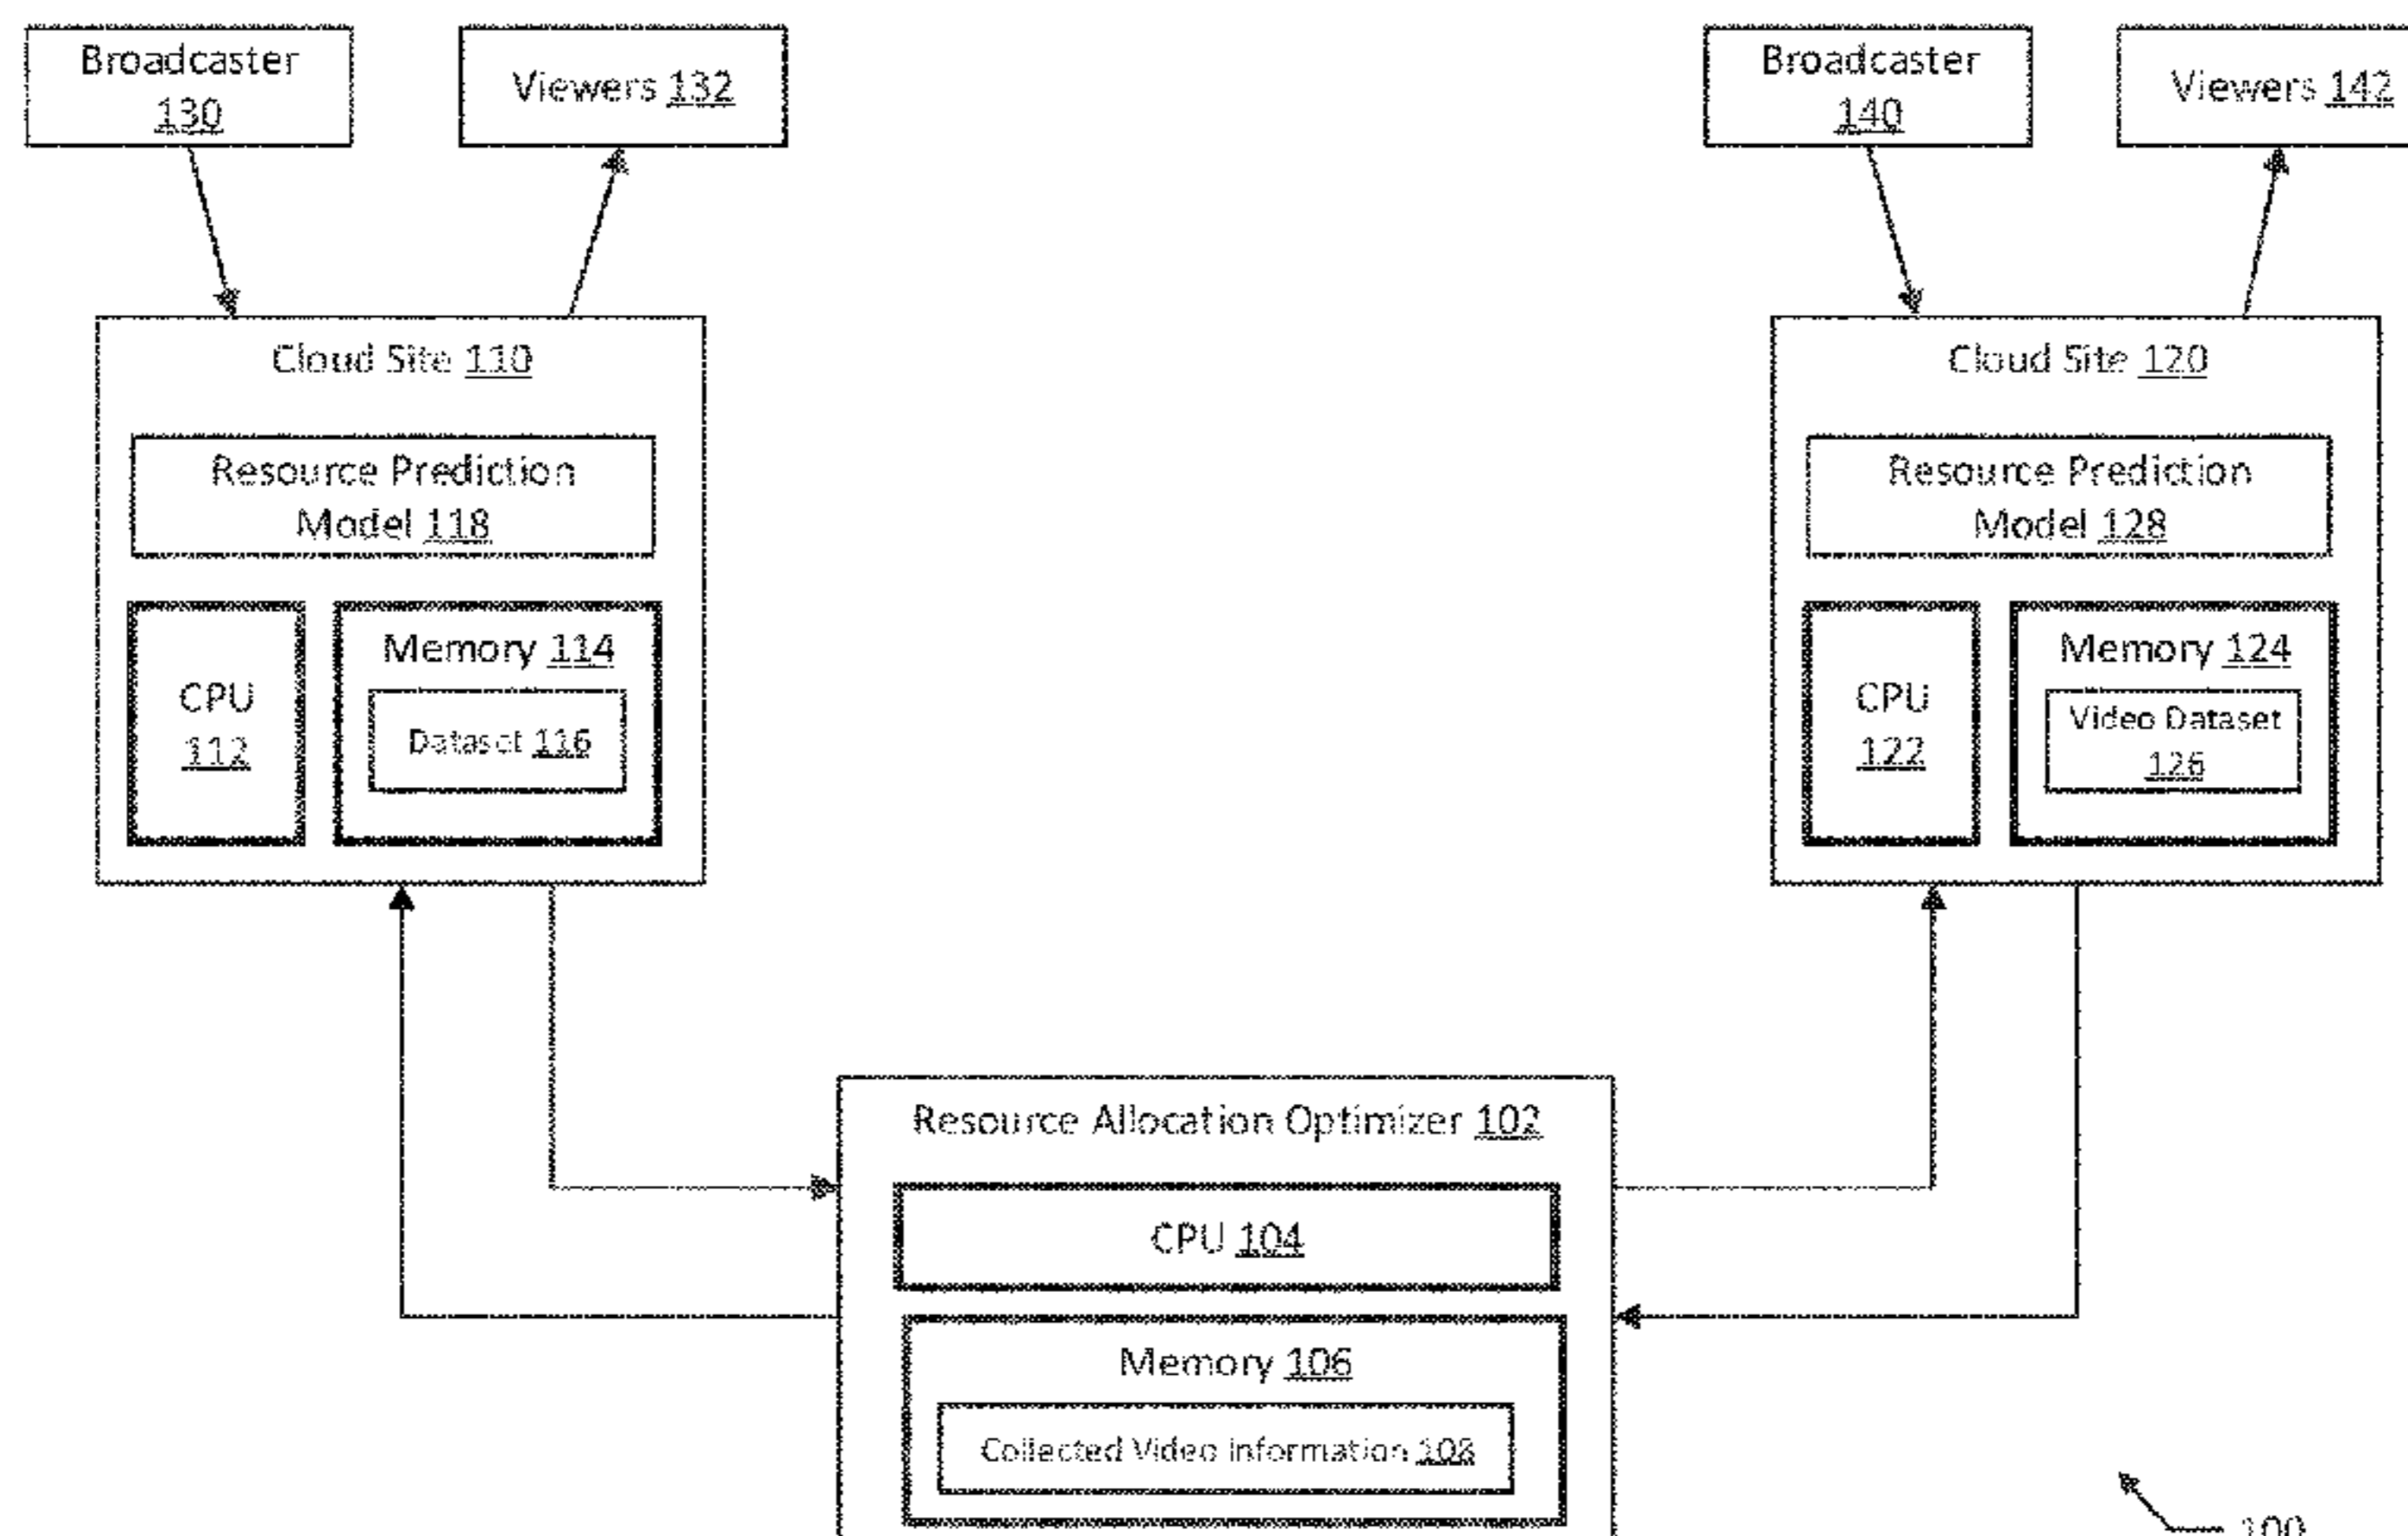 Broadcaster
130
Viewers 132
Broadcaster
140
Viewers 142
Cloud Site 110
Resource Prediction
Model 118
CPU
112
Memory 114
Dataset 116
Cloud Site 120
Resource Prediction
Model 128
CPU
122
Memory 124
Video Dataset
126
Resource Allocation Optimizer 102
CPU 104
Memory 106
Collected Video Information 108
100